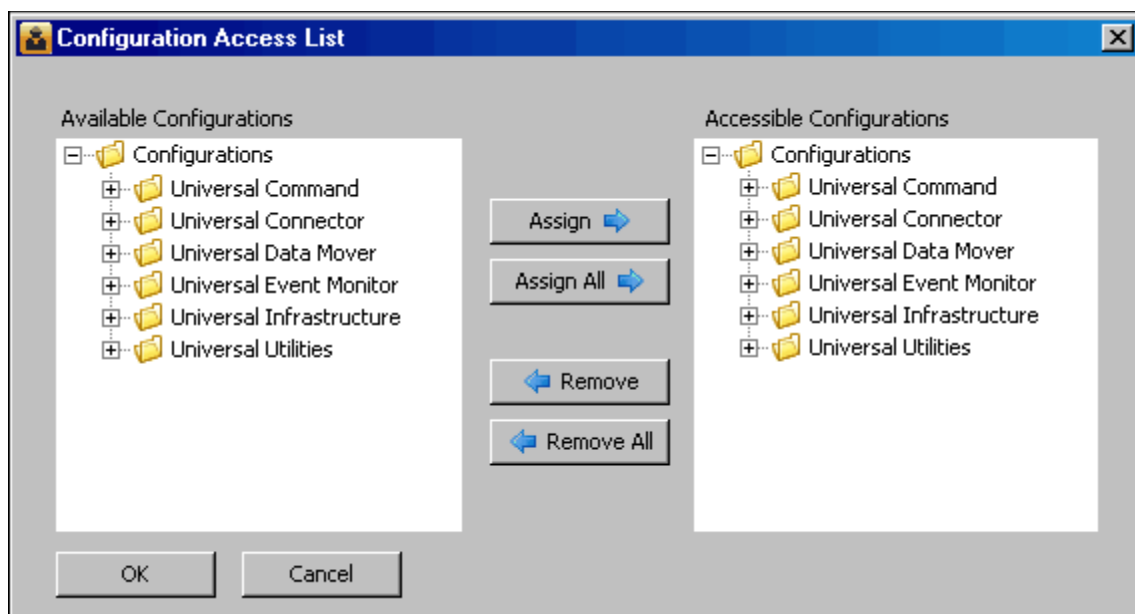 Configuration Access List
Available Configurations
Configurations
Universal Command
Universal Connector
Universal Data Mover
Universal Event Monitor
Universal Infrastructure
Universal Utilities
Assign
Assign All
Remove
Remove All
Accessible Configurations
Configurations
Universal Command
Universal Connector
Universal Data Mover
Universal Event Monitor
Universal Infrastructure
Universal Utilities
OK
Cancel